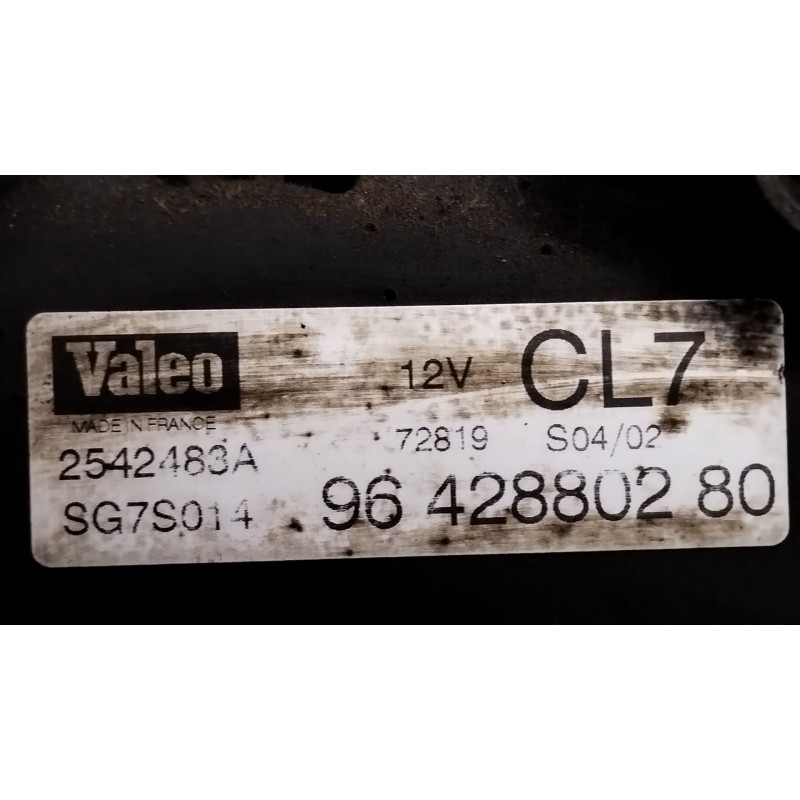 Valeo 12V CL7
MADE IN FRANCE
2542483A 72819 S04/02
SG7S014 96 428802 80